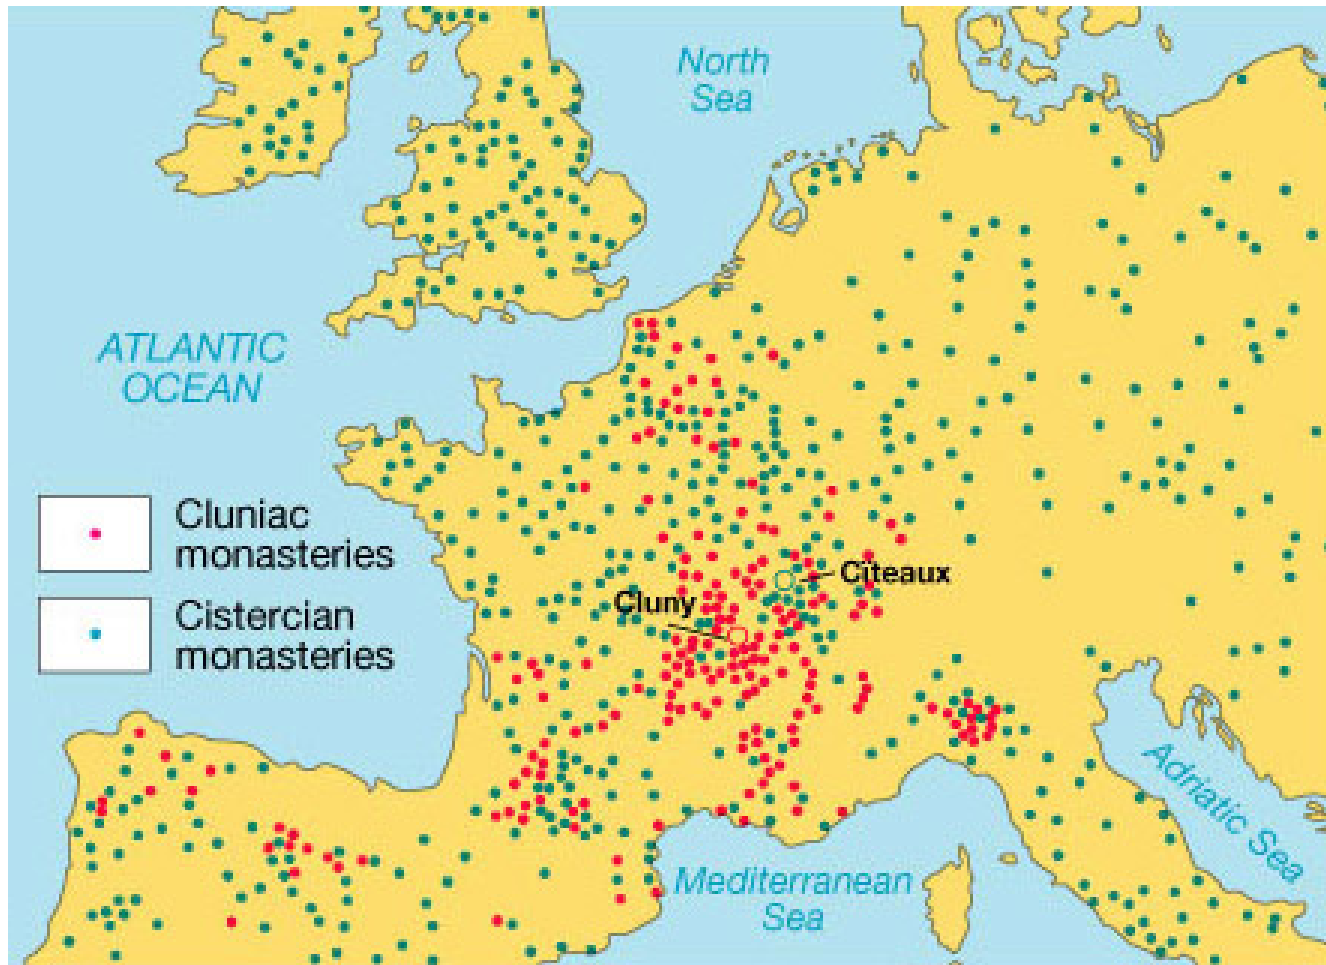 North
Sea
ATLANTIC
OCEAN
Cluniac
monasteries
Cistercian
monasteries
Cîteaux
Cluny
Adriatic Sea
Mediterranean
Sea